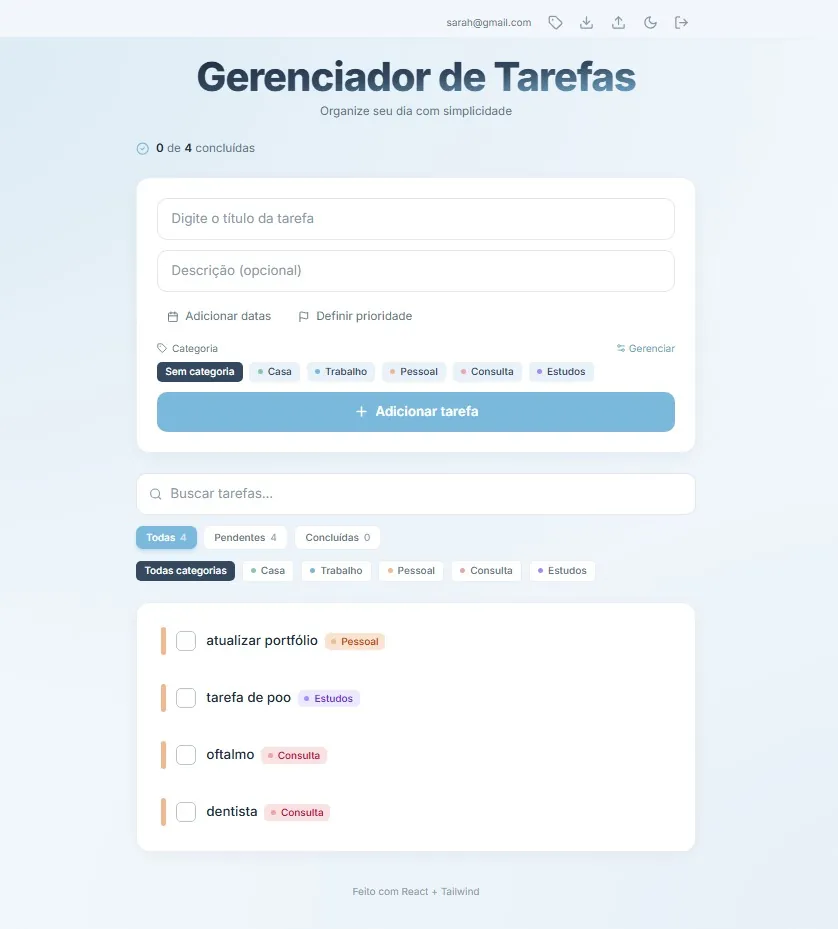 sarah@gmail.com
Gerenciador de Tarefas
Organize seu dia com simplicidade
0 de 4 concluídas
Digite o título da tarefa
Descrição (opcional)
Adicionar datas Definir prioridade
Categoria Gerenciar
Sem categoria Casa Trabalho Pessoal Consulta Estudos
+ Adicionar tarefa
Buscar tarefas...
Todas 4 Pendentes 4 Concluídas 0
Todas categorias Casa Trabalho Pessoal Consulta Estudos
atualizar portfólio Pessoal
tarefa de poo Estudos
oftalmo Consulta
dentista Consulta
Feito com React + Tailwind